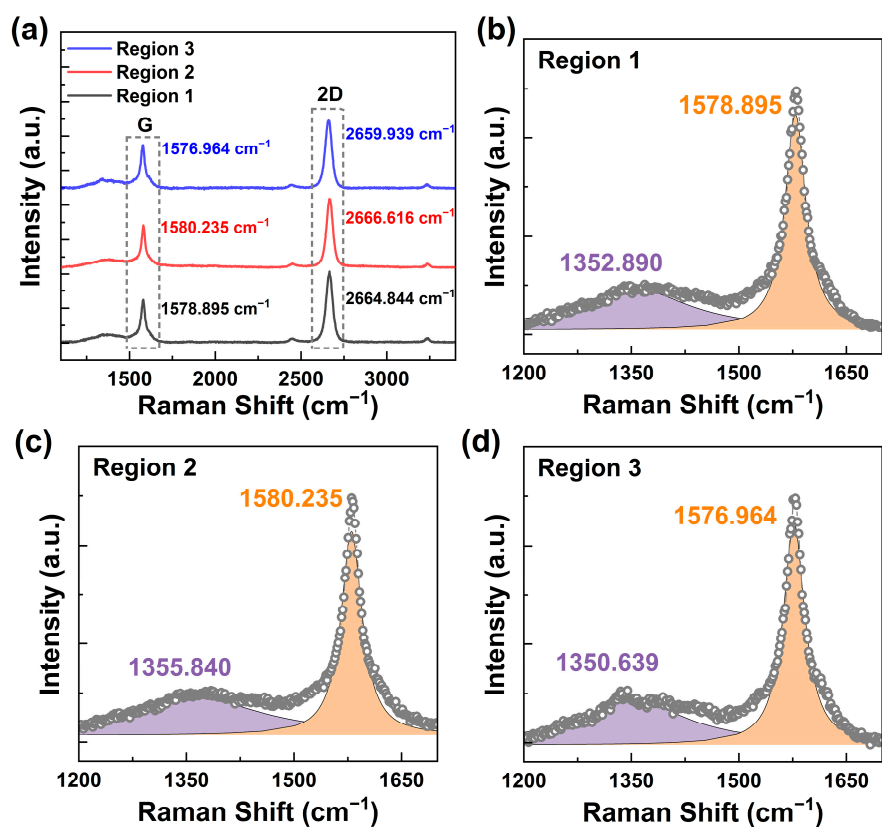 (a)
Region 3
Region 2
Region 1
G
2D
1576.964 cm⁻¹
2659.939 cm⁻¹
1580.235 cm⁻¹
2666.616 cm⁻¹
1578.895 cm⁻¹
2664.844 cm⁻¹
Intensity (a.u.)
1500 2000 2500 3000
Raman Shift (cm⁻¹)
(b)
Region 1
1578.895
1352.890
Intensity (a.u.)
1200 1350 1500 1650
Raman Shift (cm⁻¹)
(c)
Region 2
1580.235
1355.840
Intensity (a.u.)
1200 1350 1500 1650
Raman Shift (cm⁻¹)
(d)
Region 3
1576.964
1350.639
Intensity (a.u.)
1200 1350 1500 1650
Raman Shift (cm⁻¹)